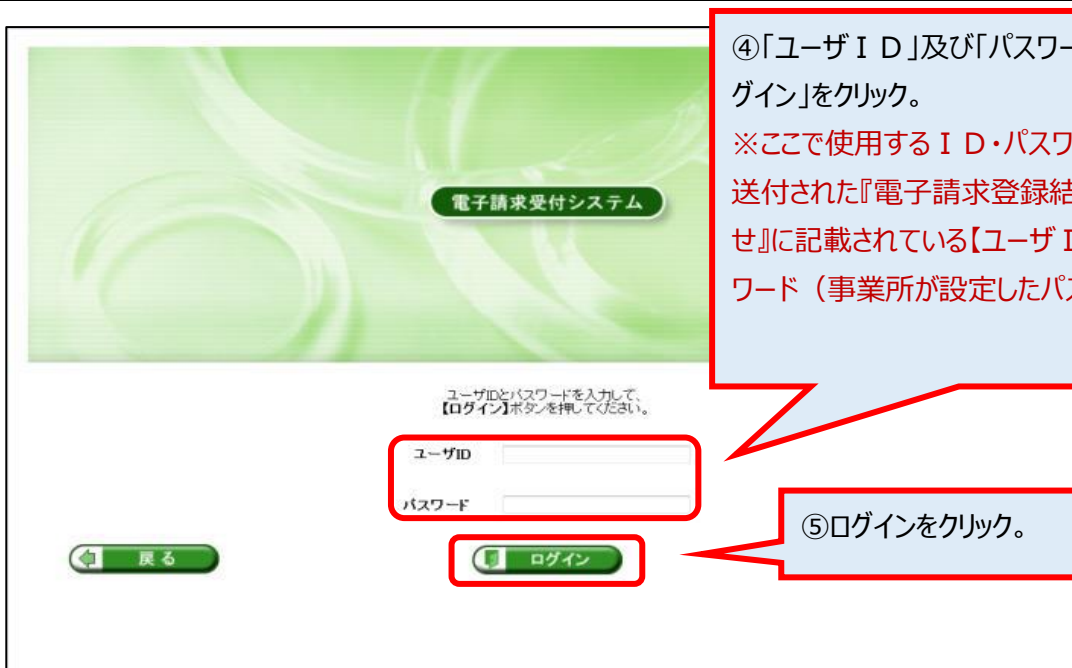 ④「ユーザＩＤ」及び「パスワー
グイン」をクリック。
※ここで使用するＩＤ・パスワ
送付された『電子請求登録結
せ』に記載されている【ユーザＩ
ワード（事業所が設定したパ
電子請求受付システム
ユーザIDとパスワードを入力して、
【ログイン】ボタンを押してください。
ユーザID
パスワード
⑤ログインをクリック。
戻る
ログイン